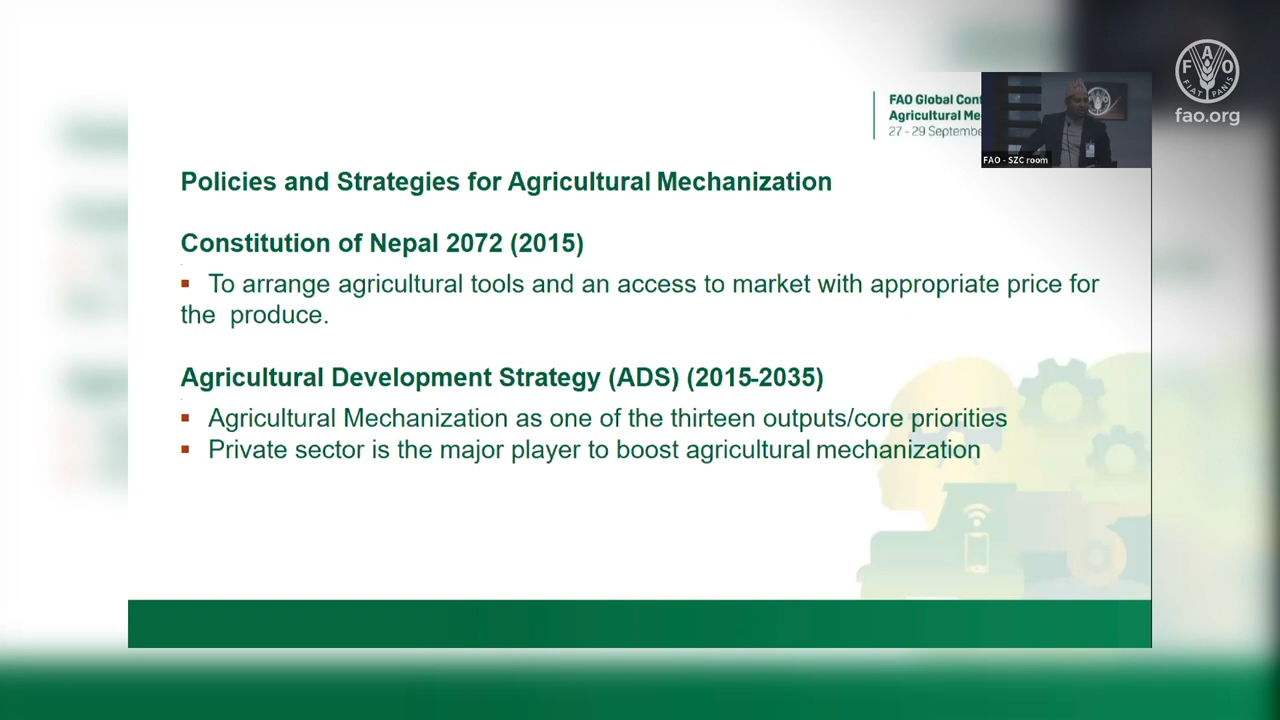 FAO
FIAT PANIS
fao.org
FAO Global Con
Agricultural Me
27 - 29 Septembe
FAO - SZC room
Policies and Strategies for Agricultural Mechanization
Constitution of Nepal 2072 (2015)
▪ To arrange agricultural tools and an access to market with appropriate price for
the produce.
Agricultural Development Strategy (ADS) (2015-2035)
▪ Agricultural Mechanization as one of the thirteen outputs/core priorities
▪ Private sector is the major player to boost agricultural mechanization